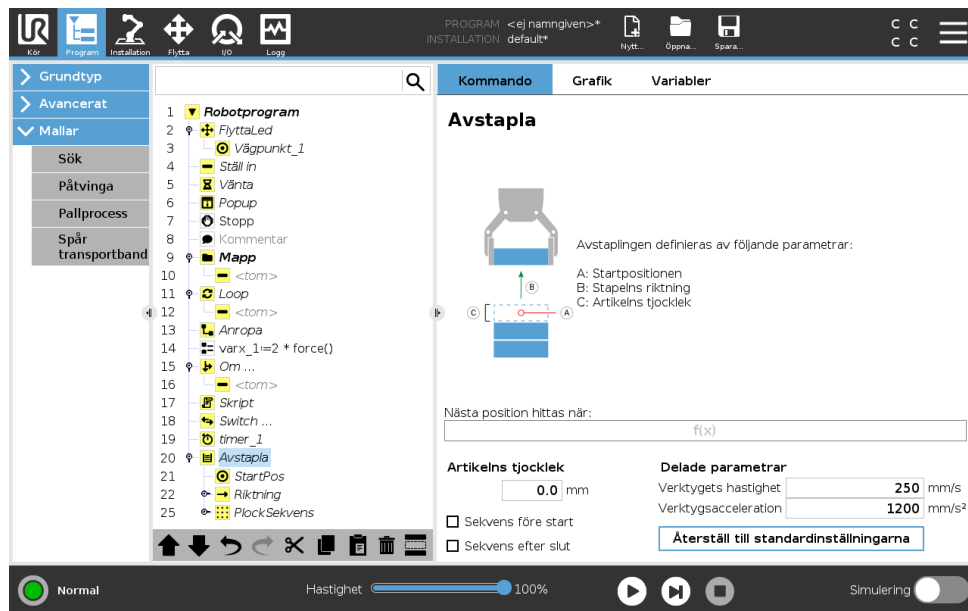 PROGRAM <ej namngiven>*
INSTALLATION default*
C C
C C
Kör
Program
Installation
Flytta
I/O
Logg
Nytt...
Öppna...
Spara...
Grundtyp
Avancerat
Mallar
Sök
Påtvinga
Pallprocess
Spår
transportband
1 Robotprogram
2 FlyttaLed
3 Vägpunkt_1
4 Ställ in
5 Vänta
6 Popup
7 Stopp
8 Kommentar
9 Mapp
10 <tom>
11 Loop
12 <tom>
13 Anropa
14 varx_1:=2 * force()
15 Om ...
16 <tom>
17 Skript
18 Switch ...
19 timer_1
20 Avstapla
21 StartPos
22 Riktning
25 PlockSekvens
Kommando Grafik Variabler
Avstapla
B
C
A
Avstaplingen definieras av följande parametrar:
A: Startpositionen
B: Stapelns riktning
C: Artikelns tjocklek
Nästa position hittas när:
f(x)
Artikelns tjocklek
0.0 mm
Sekvens före start
Sekvens efter slut
Delade parametrar
Verktygets hastighet 250 mm/s
Verktygsacceleration 1200 mm/s²
Återställ till standardinställningarna
Normal
Hastighet 100%
Simulering